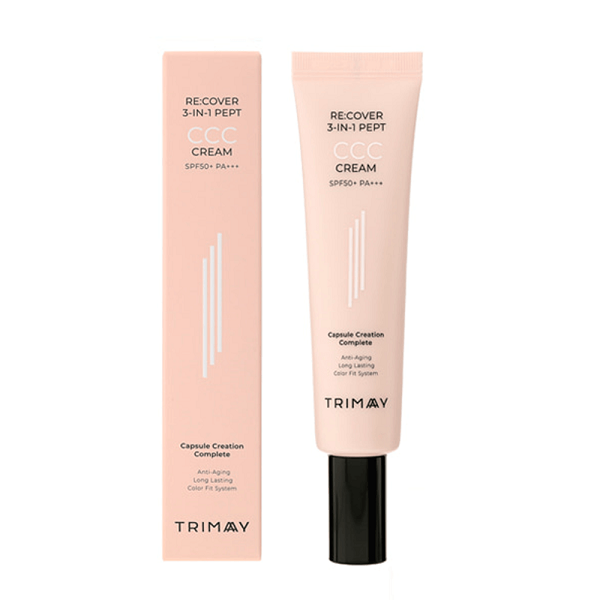 RE:COVER
3-IN-1 PEPT
CCC
CREAM
SPF50+ PA+++
Capsule Creation
Complete
Anti-Aging
Long Lasting
Color Fit System
TRIMAY
RE:COVER
3-IN-1 PEPT
CCC
CREAM
SPF50+ PA+++
Capsule Creation
Complete
Anti-Aging
Long Lasting
Color Fit System
TRIMAY